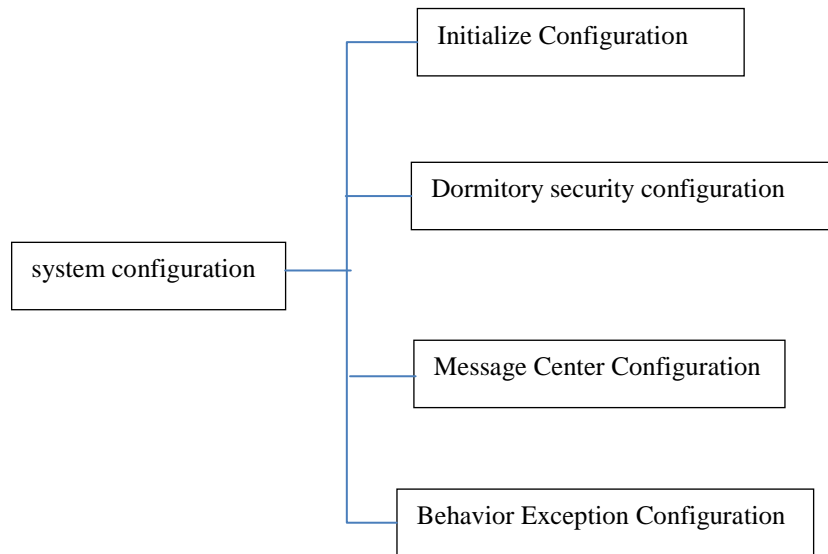 Initialize Configuration
Dormitory security configuration
system configuration
Message Center Configuration
Behavior Exception Configuration